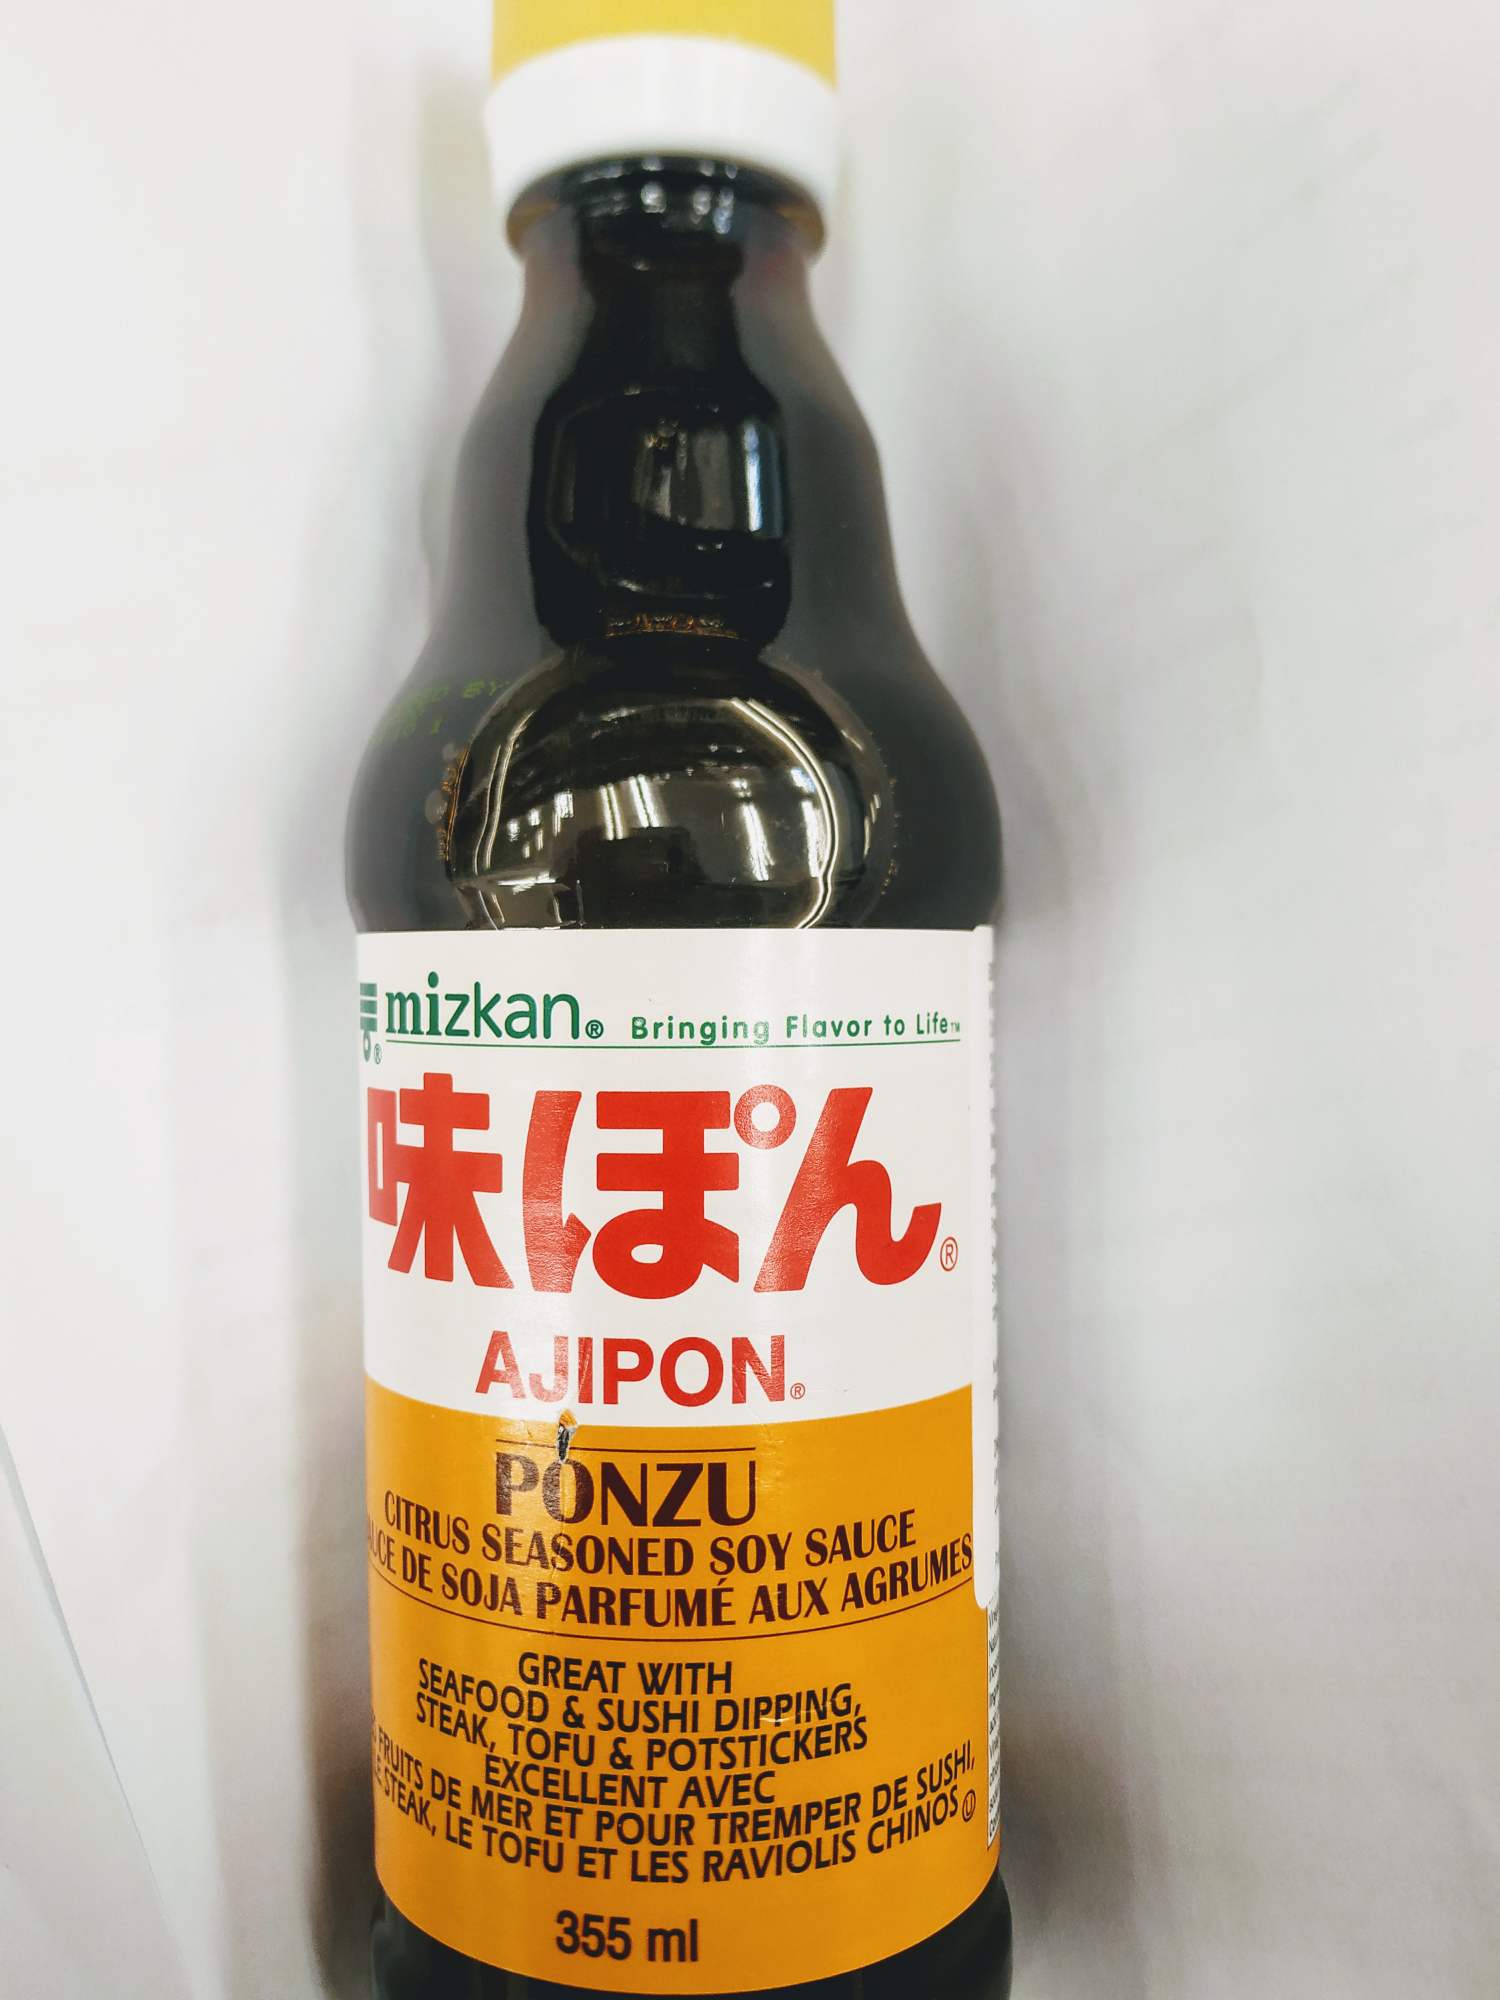 BY
mizkan® Bringing Flavor to Life™
味ぽん®
AJIPON®
PONZU
CITRUS SEASONED SOY SAUCE
DE SOJA PARFUMÉ AUX AGRUMES
GREAT WITH
SEAFOOD & SUSHI DIPPING,
STEAK, TOFU & POTSTICKERS
EXCELLENT AVEC
FRUITS DE MER ET POUR TREMPER DE SUSHI,
STEAK, LE TOFU ET LES RAVIOLIS CHINOS Ⓤ
355 ml